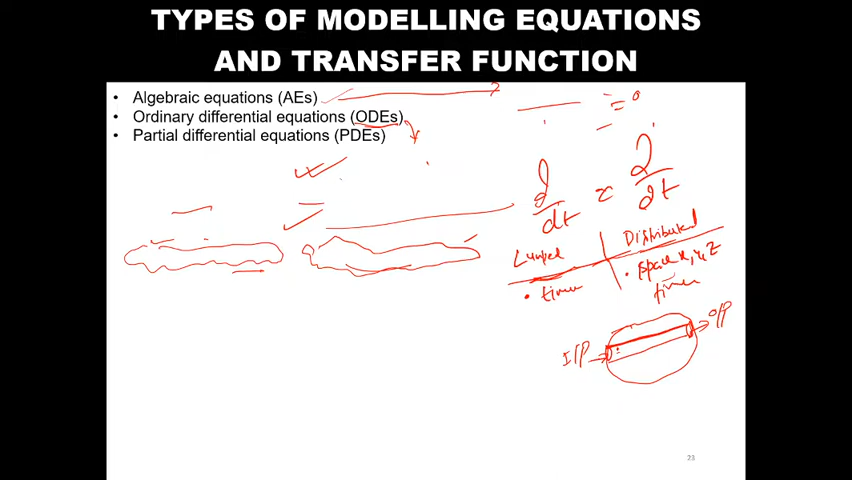 TYPES OF MODELLING EQUATIONS
AND TRANSFER FUNCTION
• Algebraic equations (AEs)
• Ordinary differential equations (ODEs)
• Partial differential equations (PDEs)
= 0
d/dt ∂/∂t
Lumped Distributed
• time • space x, y, z
time
I/P O/P
23